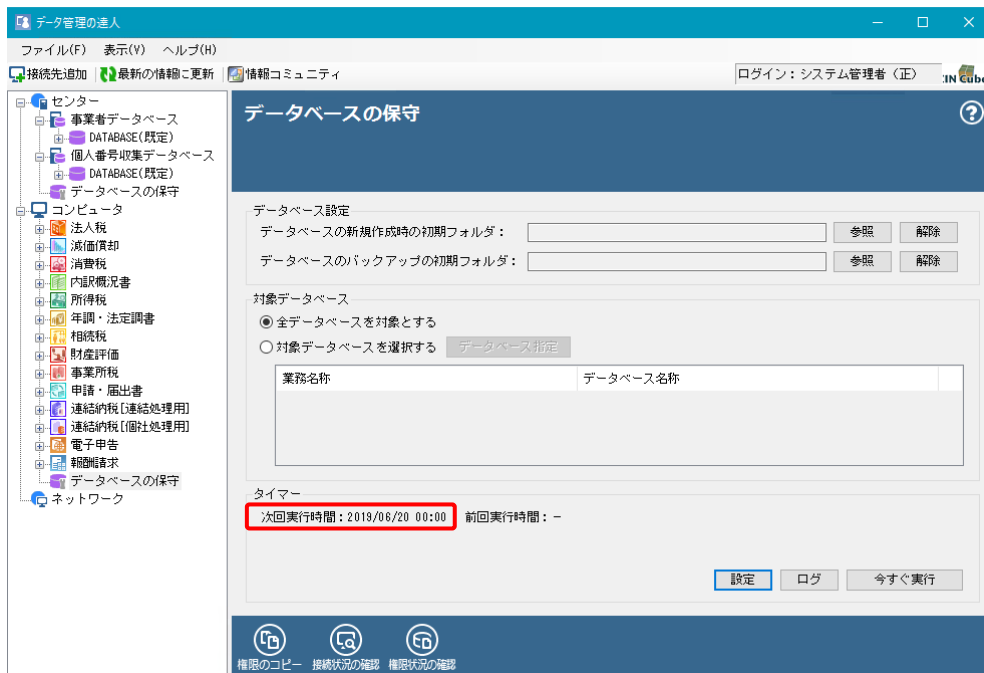 データ管理の達人
ファイル(F) 表示(V) ヘルプ(H)
接続先追加 最新の情報に更新 情報コミュニティ
ログイン：システム管理者（正）
データベースの保守
センター
事業者データベース
DATABASE(既定)
個人番号収集データベース
DATABASE(既定)
データベースの保守
コンピュータ
法人税
減価償却
消費税
内訳概況書
所得税
年調・法定調書
相続税
財産評価
事業所税
申請・届出書
連結納税[連結処理用]
連結納税[個社処理用]
電子申告
報酬請求
データベースの保守
ネットワーク
データベース設定
データベースの新規作成時の初期フォルダ： 参照 解除
データベースのバックアップの初期フォルダ： 参照 解除
対象データベース
全データベースを対象とする
対象データベースを選択する データベース指定
業務名称 データベース名称
タイマー
次回実行時間：2019/06/20 00:00 前回実行時間：－
設定 ログ 今すぐ実行
権限のコピー 接続状況の確認 権限状況の確認